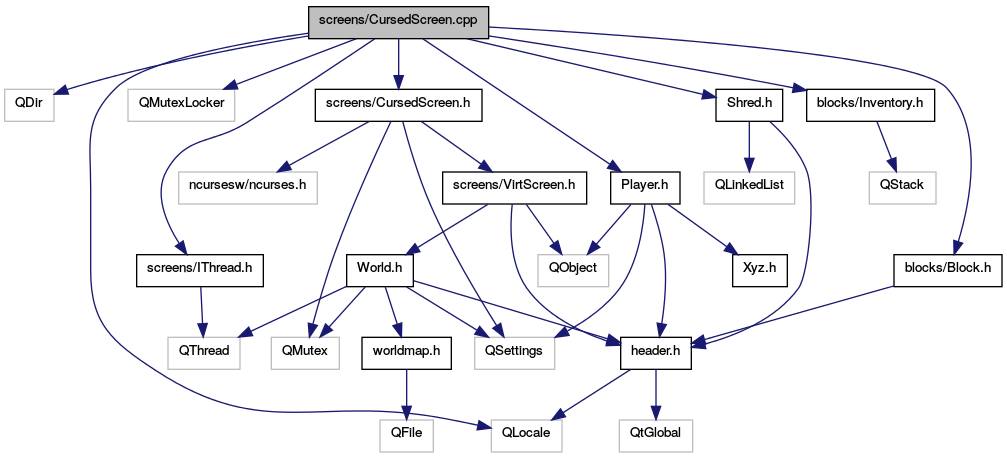 screens/CursedScreen.cpp
QDir
QMutexLocker
screens/CursedScreen.h
Shred.h
blocks/Inventory.h
ncursesw/ncurses.h
screens/VirtScreen.h
Player.h
QLinkedList
QStack
screens/IThread.h
World.h
QObject
Xyz.h
blocks/Block.h
QThread
QMutex
worldmap.h
QSettings
header.h
QFile
QLocale
QtGlobal